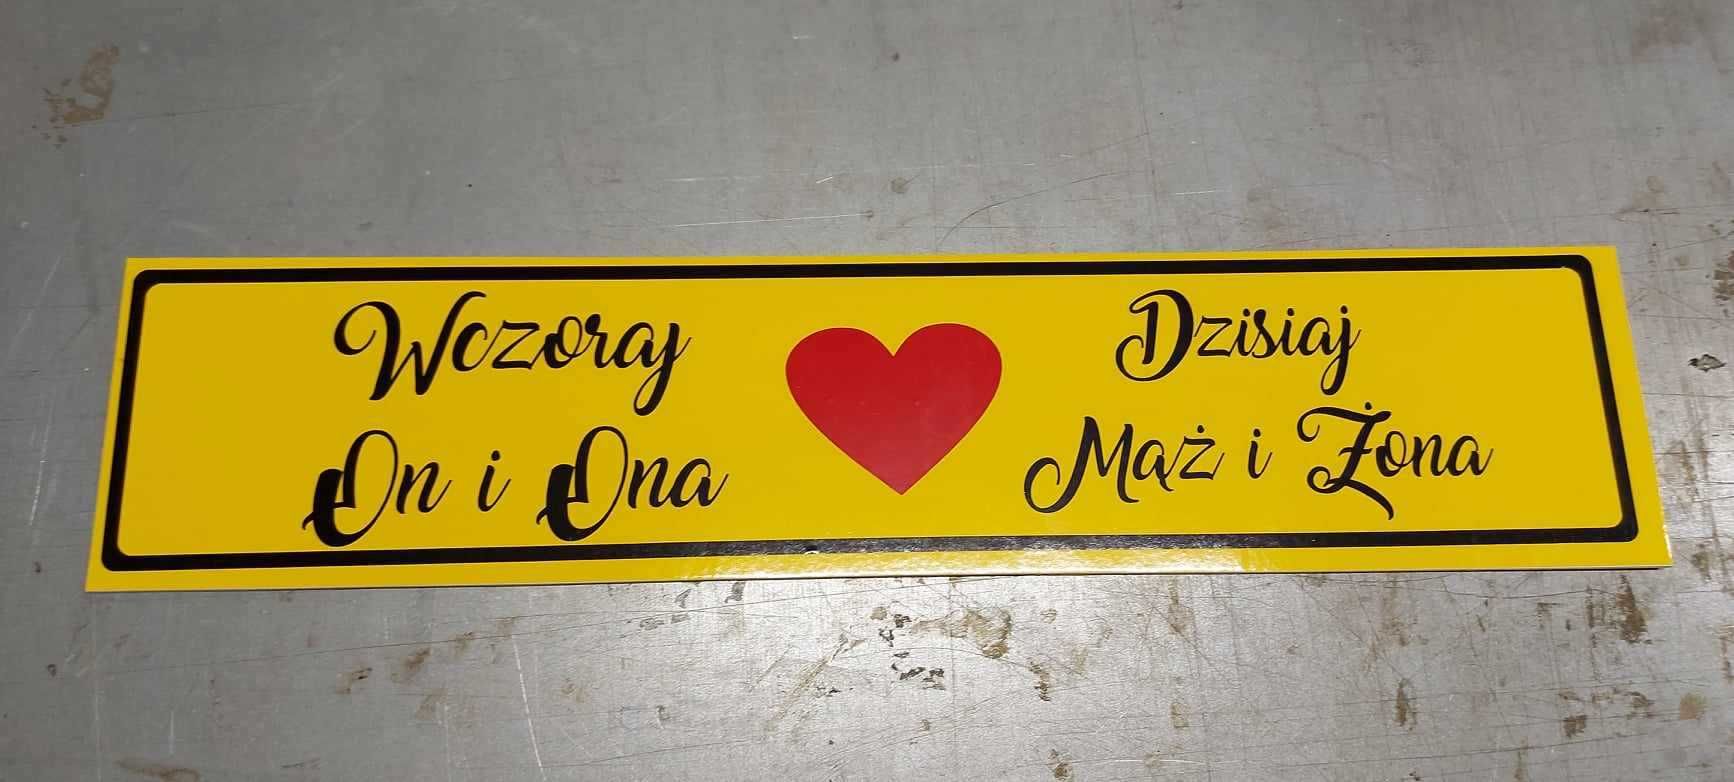 Wczoraj
On i Ona
Dzisiaj
Mąż i Żona